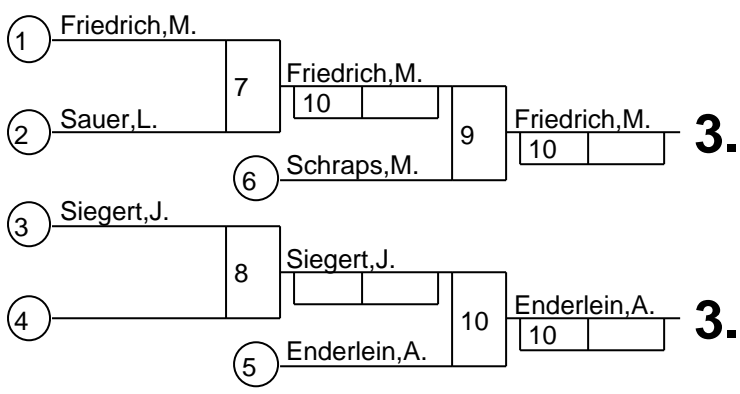 1 Friedrich,M.
7 Friedrich,M.
10
2 Sauer,L.
9 Friedrich,M. 3.
10
6 Schraps,M.
3 Siegert,J.
8 Siegert,J.
4
10 Enderlein,A. 3.
10
5 Enderlein,A.